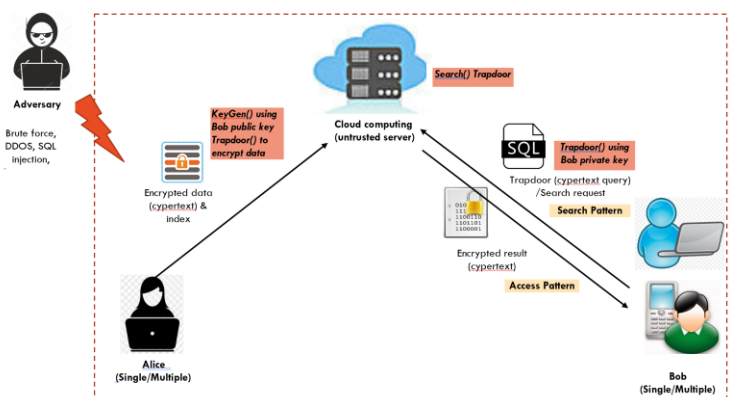 Adversary
Brute force,
DDOS, SQL
injection,
KeyGen() using
Bob public key
Trapdoor() to
encrypt data
Encrypted data
(cypertext) &
index
Search() Trapdoor
Cloud computing
(untrusted server)
SQL
Trapdoor() using
Bob private key
Trapdoor (cypertext query)
/Search request
Search Pattern
010
111
1100110
1101101
1100001
Encrypted result
(cypertext)
Access Pattern
Alice
(Single/Multiple)
Bob
(Single/Multiple)